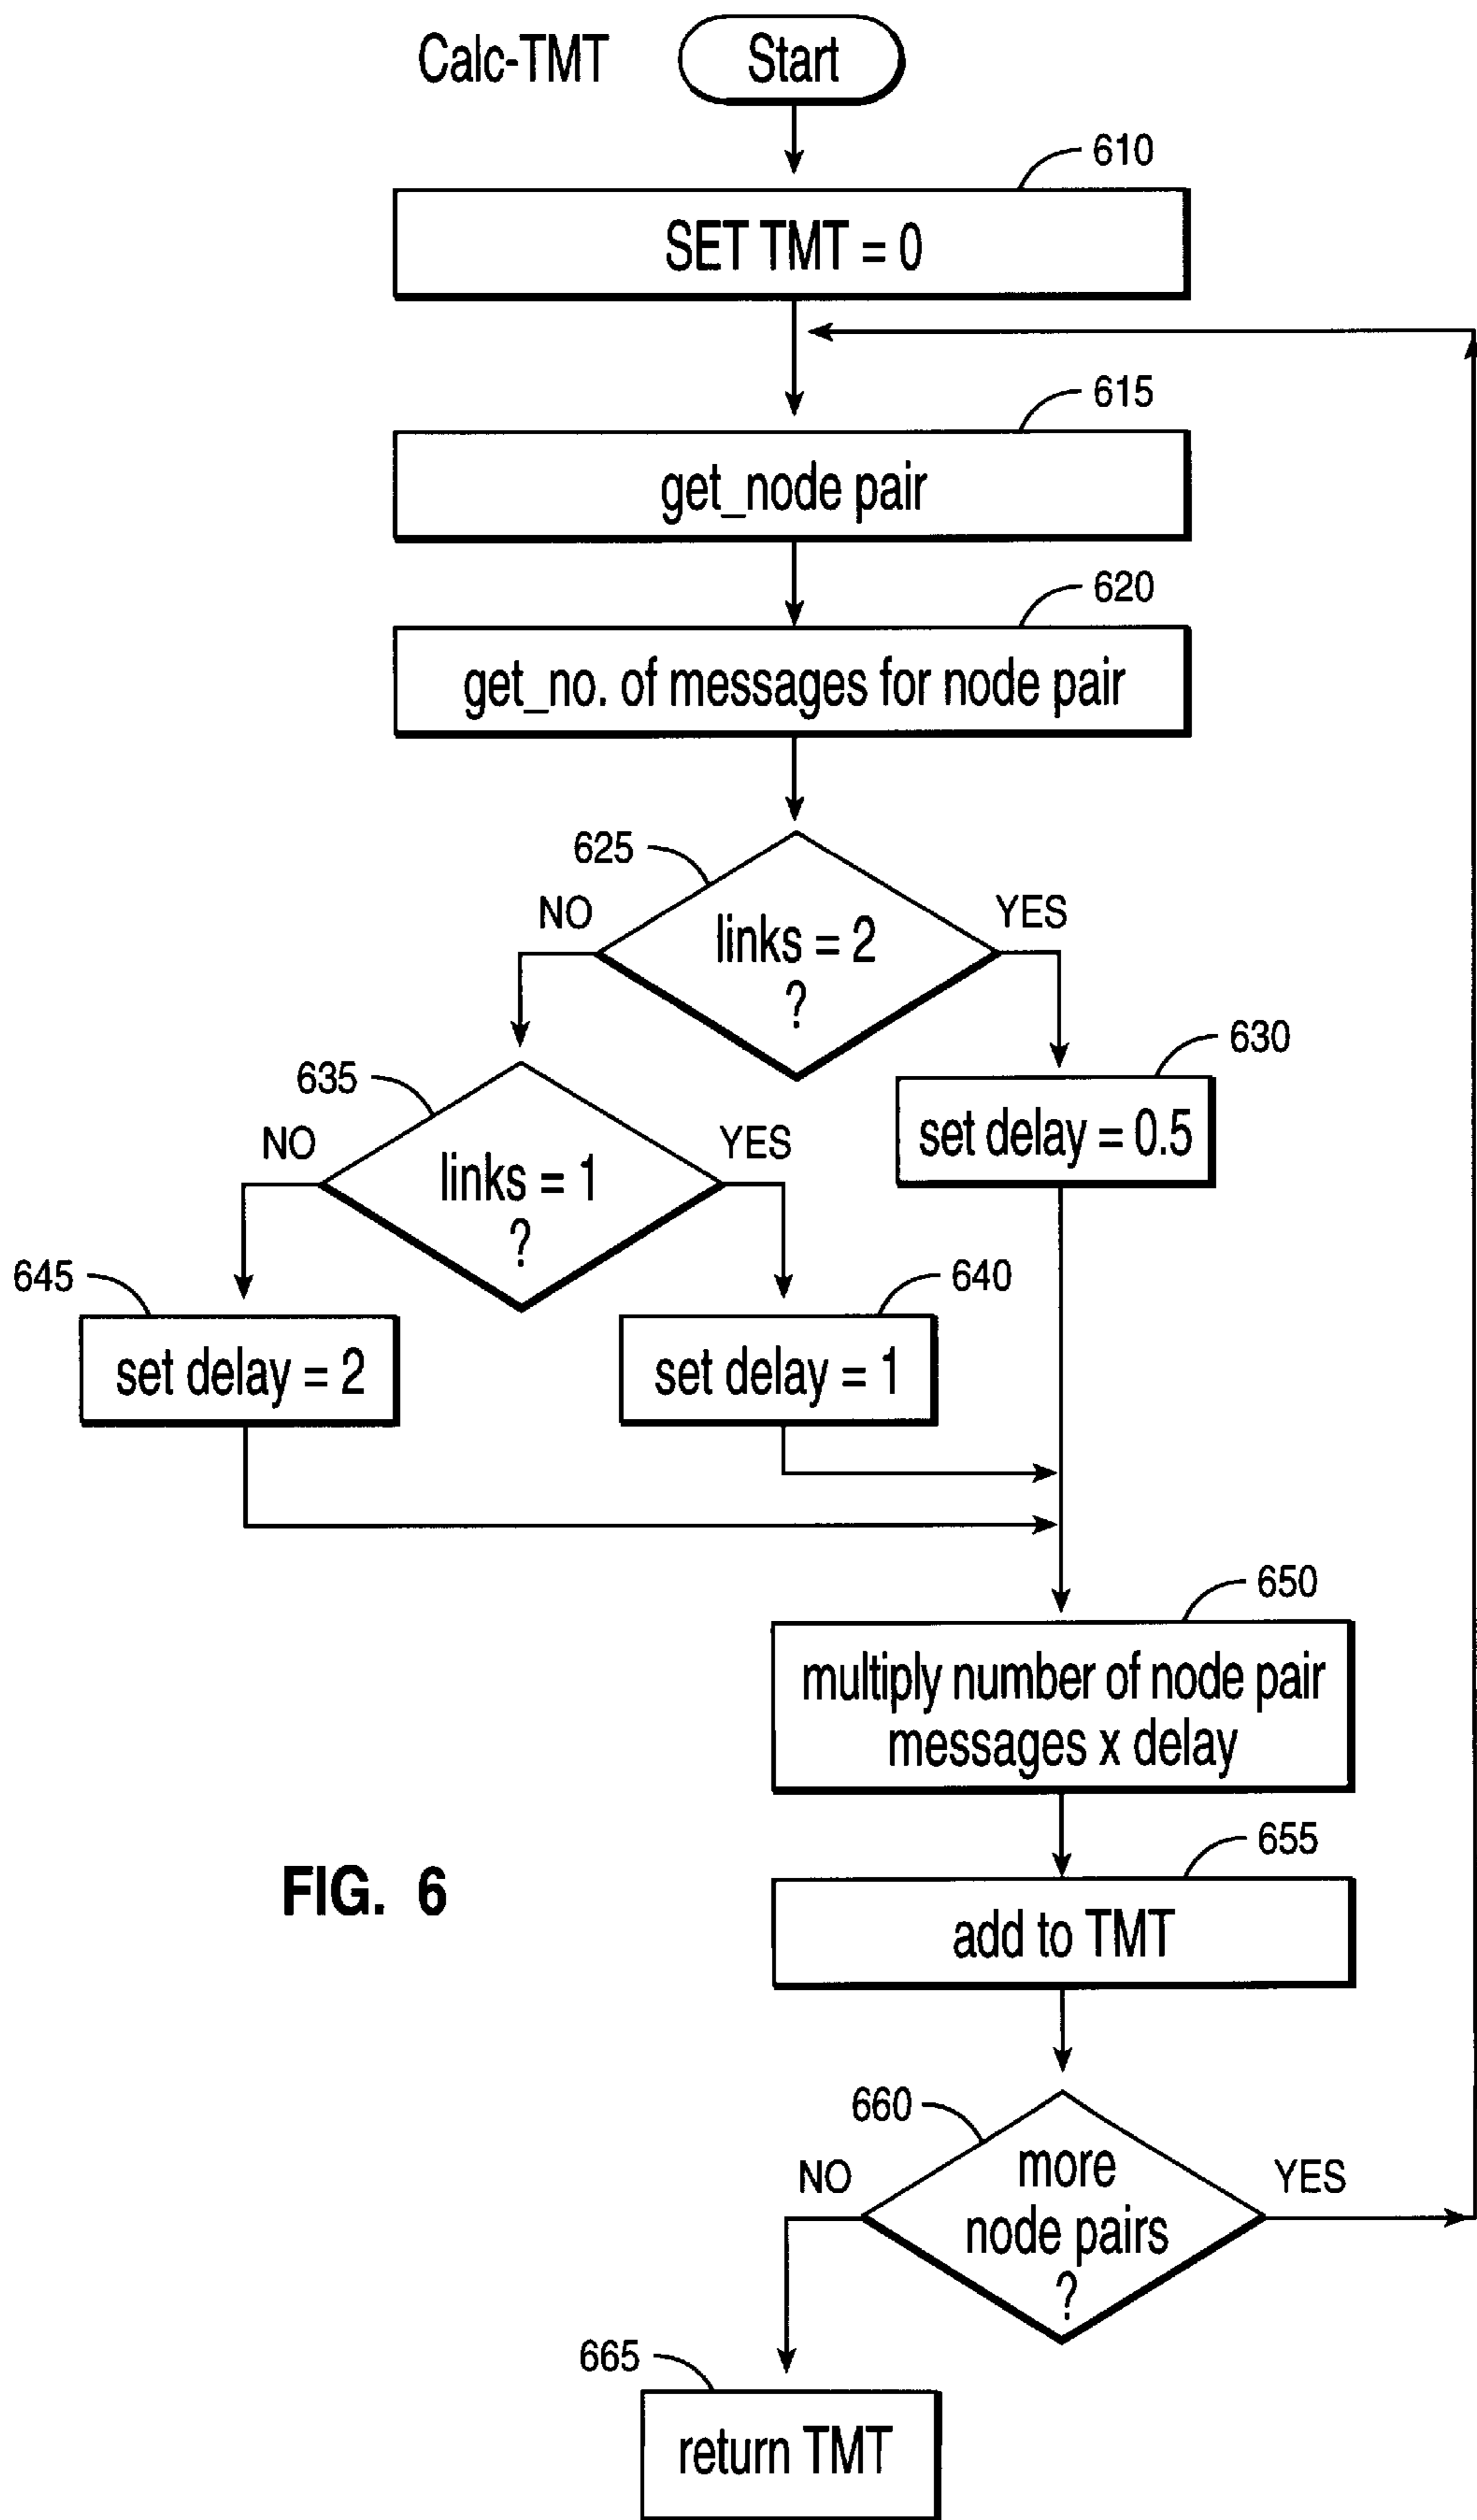 Calc-TMT
Start
610
SET TMT = 0
615
get_node pair
620
get_no. of messages for node pair
625
NO
YES
links = 2
?
630
set delay = 0.5
635
NO
YES
links = 1
?
645
640
set delay = 2
set delay = 1
650
multiply number of node pair
messages x delay
655
FIG. 6
add to TMT
660
NO
YES
more
node pairs
?
665
return TMT